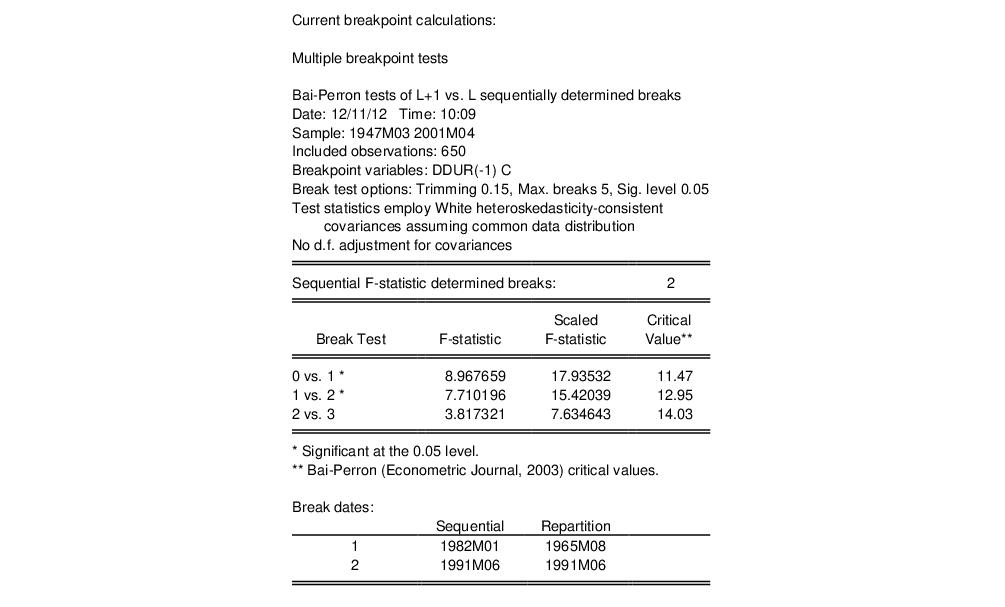 Current breakpoint calculations:
Multiple breakpoint tests
Bai-Perron tests of L+1 vs. L sequentially determined breaks
Date: 12/11/12 Time: 10:09
Sample: 1947M03 2001M04
Included observations: 650
Breakpoint variables: DDUR(-1) C
Break test options: Trimming 0.15, Max. breaks 5, Sig. level 0.05
Test statistics employ White heteroskedasticity-consistent
covariances assuming common data distribution
No d.f. adjustment for covariances
Sequential F-statistic determined breaks: 2
Scaled Critical
Break Test F-statistic F-statistic Value**
0 vs. 1 * 8.967659 17.93532 11.47
1 vs. 2 * 7.710196 15.42039 12.95
2 vs. 3 3.817321 7.634643 14.03
* Significant at the 0.05 level.
** Bai-Perron (Econometric Journal, 2003) critical values.
Break dates:
Sequential Repartition
1 1982M01 1965M08
2 1991M06 1991M06